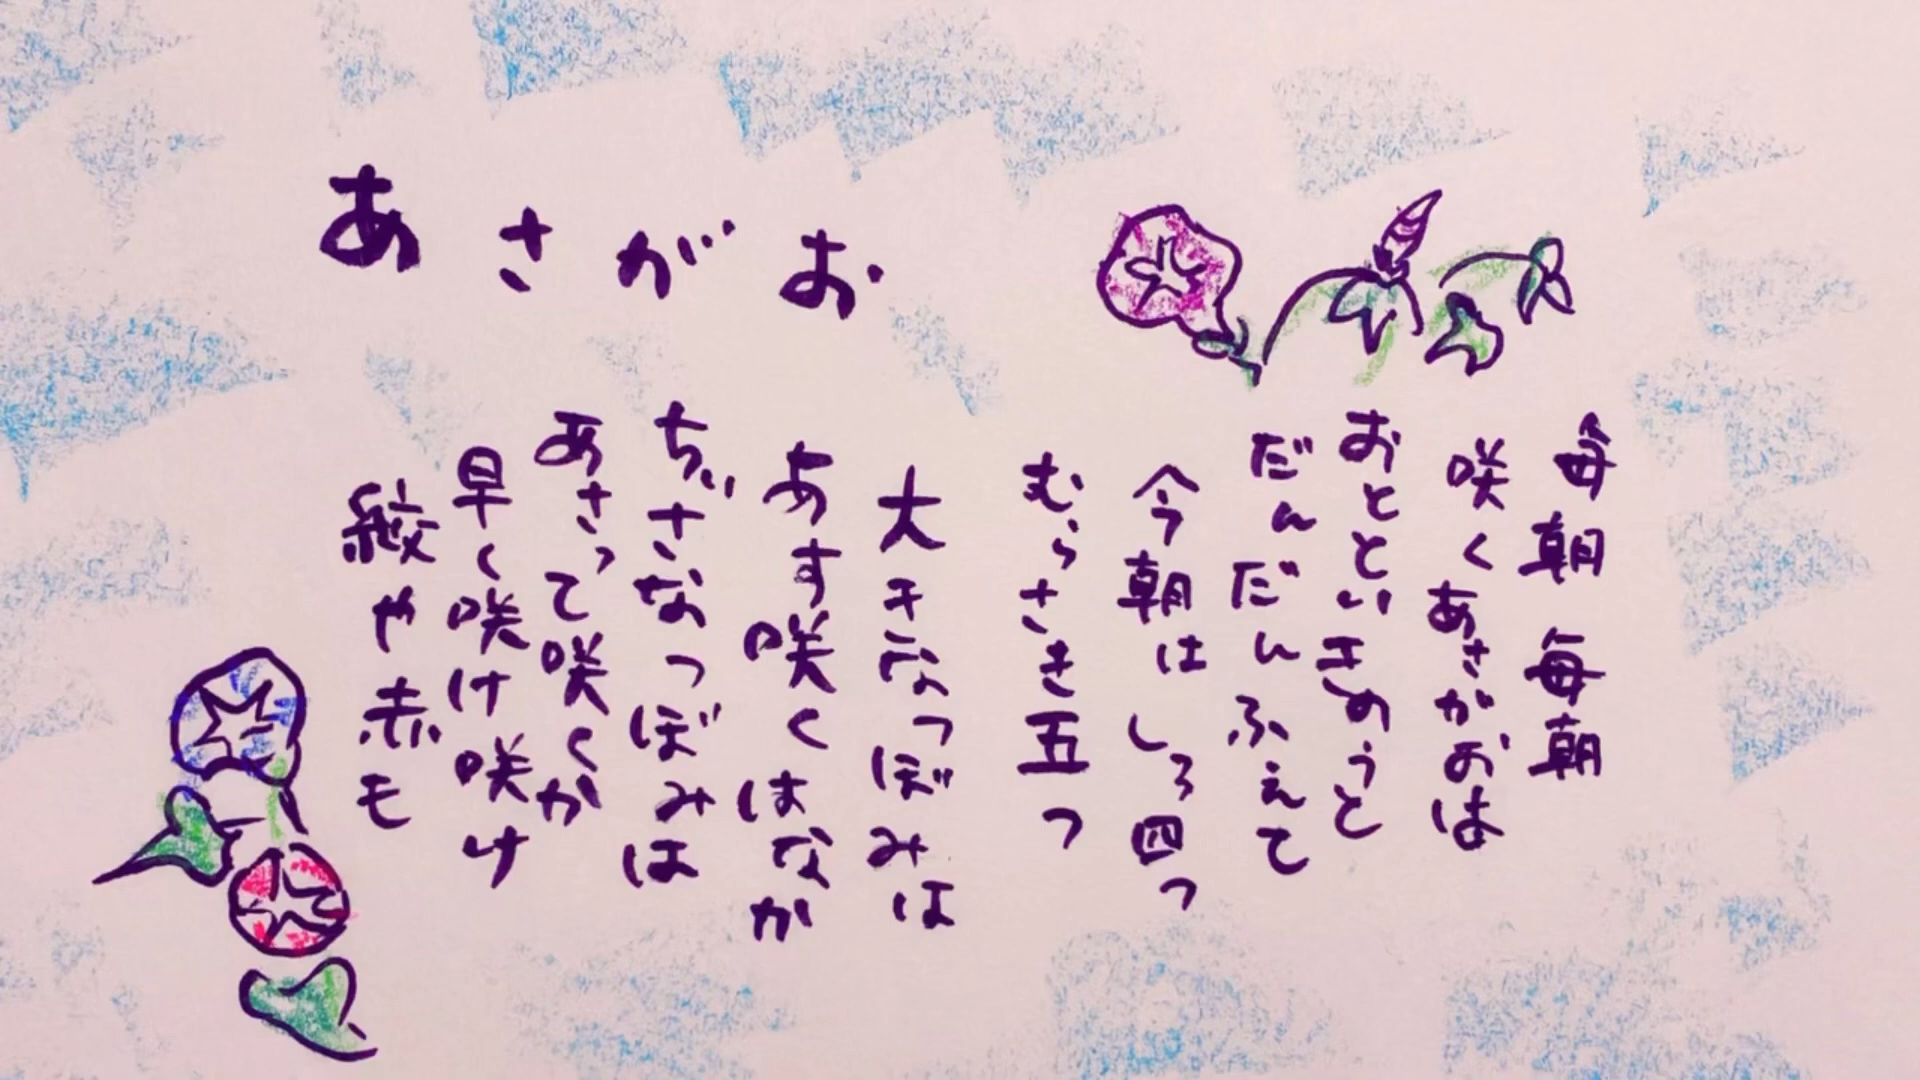 あさがお
毎朝毎朝
咲くあさがおは
おとといきのうと
だんだんふえて
今朝はしろ四つ
むらさき五つ
大きなつぼみは
あす咲くはなか
ちいさなつぼみは
あさって咲くか
早く咲け咲け
絞や赤も